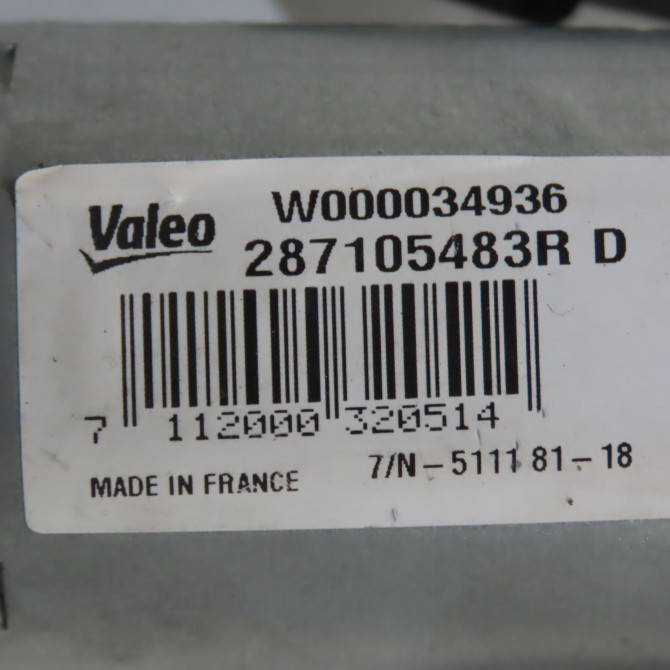 Valeo
W000034936
287105483R D
7 112000 320514
MADE IN FRANCE
7/N-5111 81-18